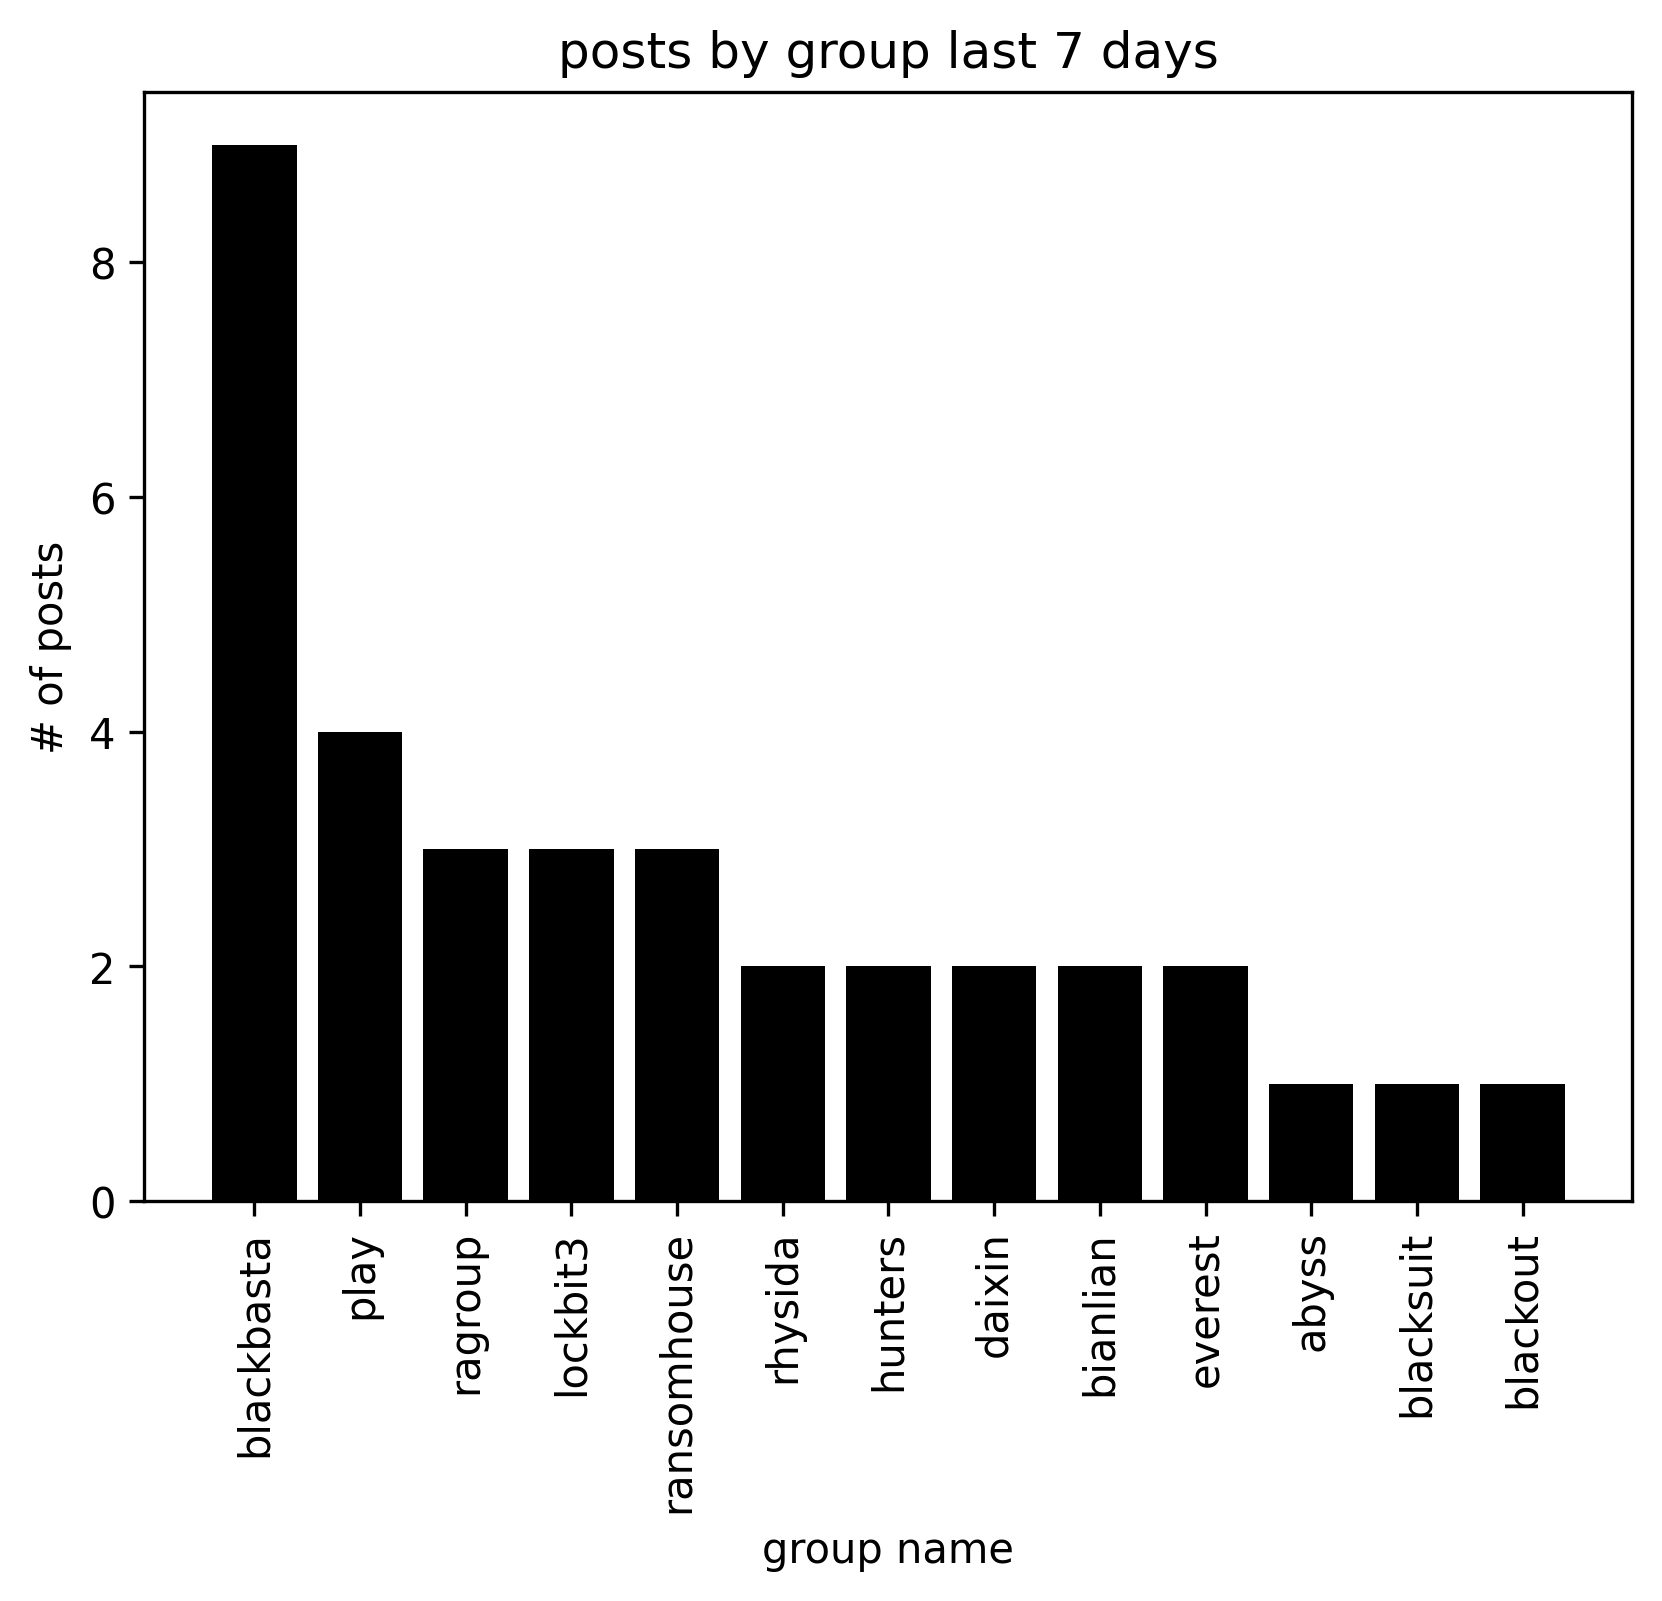 posts by group last 7 days
# of posts
8
6
4
2
0
blackbasta
play
ragroup
lockbit3
ransomhouse
rhysida
hunters
daixin
bianlian
everest
abyss
blacksuit
blackout
group name